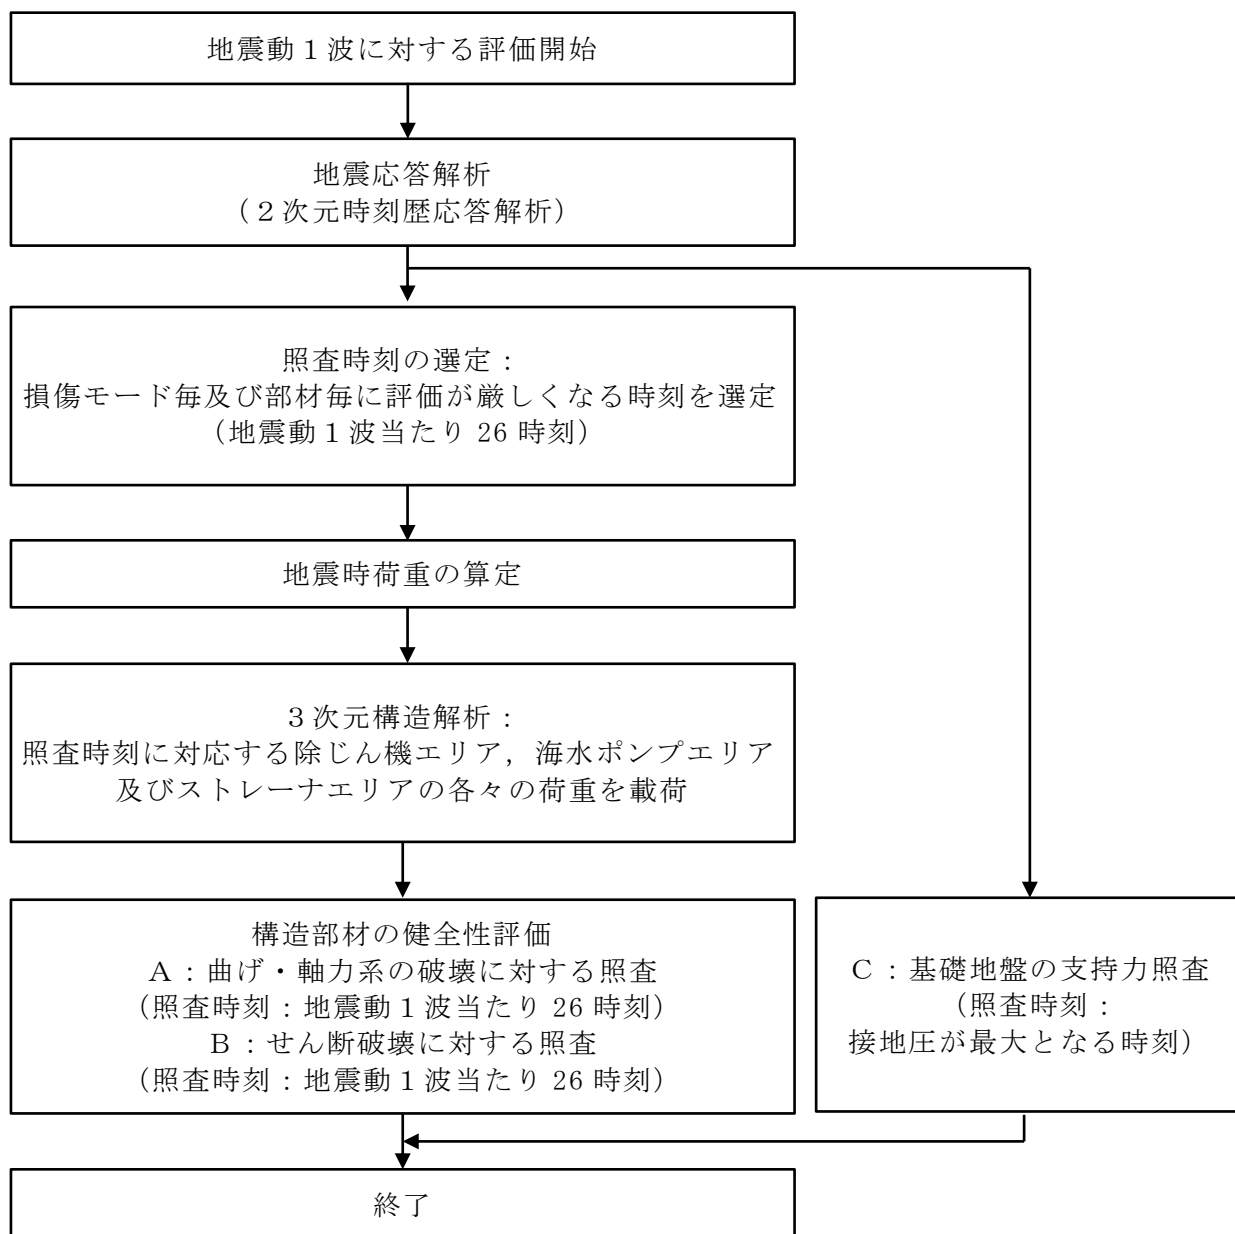 地震動１波に対する評価開始
地震応答解析
（２次元時刻歴応答解析）
照査時刻の選定：
損傷モード毎及び部材毎に評価が厳しくなる時刻を選定
（地震動１波当たり 26 時刻）
地震時荷重の算定
３次元構造解析：
照査時刻に対応する除じん機エリア，海水ポンプエリア
及びストレーナエリアの各々の荷重を載荷
構造部材の健全性評価
Ａ：曲げ・軸力系の破壊に対する照査
（照査時刻：地震動１波当たり 26 時刻）
Ｂ：せん断破壊に対する照査
（照査時刻：地震動１波当たり 26 時刻）
Ｃ：基礎地盤の支持力照査
（照査時刻：
接地圧が最大となる時刻）
終了